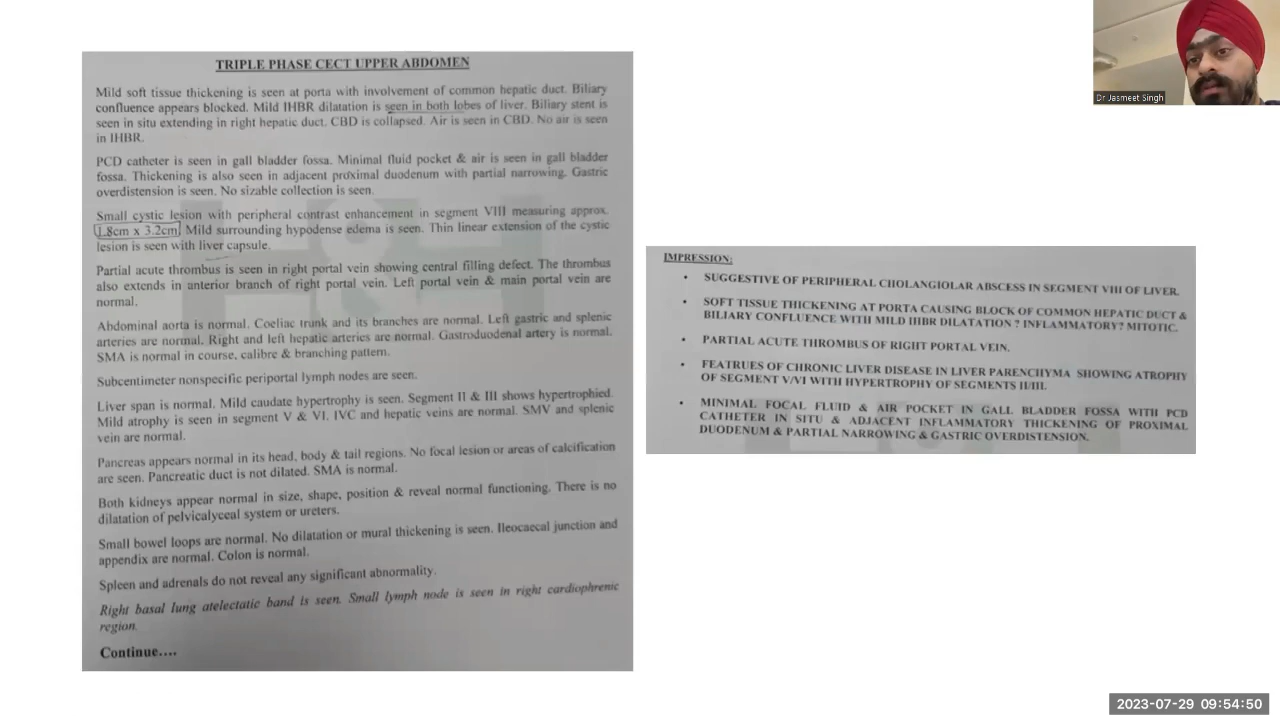 TRIPLE PHASE CECT UPPER ABDOMEN
Mild soft tissue thickening is seen at porta with involvement of common hepatic duct. Biliary
confluence appears blocked. Mild IHBR dilatation is seen in both lobes of liver. Biliary stent is
seen in situ extending in right hepatic duct. CBD is collapsed. Air is seen in CBD. No air is seen
in IHBR.
PCD catheter is seen in gall bladder fossa. Minimal fluid pocket & air is seen in gall bladder
fossa. Thickening is also seen in adjacent proximal duodenum with partial narrowing. Gastric
overdistension is seen. No sizable collection is seen.
Small cystic lesion with peripheral contrast enhancement in segment VIII measuring approx.
1.8cm x 3.2cm. Mild surrounding hypodense edema is seen. Thin linear extension of the cystic
lesion is seen with liver capsule.
Partial acute thrombus is seen in right portal vein showing central filling defect. The thrombus
also extends in anterior branch of right portal vein. Left portal vein & main portal vein are
normal.
Abdominal aorta is normal. Coeliac trunk and its branches are normal. Left gastric and splenic
arteries are normal. Right and left hepatic arteries are normal. Gastroduodenal artery is normal.
SMA is normal in course, calibre & branching pattern.
Subcentimeter nonspecific periportal lymph nodes are seen.
Liver span is normal. Mild caudate hypertrophy is seen. Segment II & III shows hypertrophied.
Mild atrophy is seen in segment V & VI. IVC and hepatic veins are normal. SMV and splenic
vein are normal.
Pancreas appears normal in its head, body & tail regions. No focal lesion or areas of calcification
are seen. Pancreatic duct is not dilated. SMA is normal.
Both kidneys appear normal in size, shape, position & reveal normal functioning. There is no
dilatation of pelvicalyceal system or ureters.
Small bowel loops are normal. No dilatation or mural thickening is seen. Ileocaecal junction and
appendix are normal. Colon is normal.
Spleen and adrenals do not reveal any significant abnormality.
Right basal lung atelectatic band is seen. Small lymph node is seen in right cardiophrenic
region.
Continue....
IMPRESSION:
• SUGGESTIVE OF PERIPHERAL CHOLANGIOLAR ABSCESS IN SEGMENT VIII OF LIVER.
• SOFT TISSUE THICKENING AT PORTA CAUSING BLOCK OF COMMON HEPATIC DUCT &
BILIARY CONFLUENCE WITH MILD IHBR DILATATION ? INFLAMMATORY? MITOTIC.
• PARTIAL ACUTE THROMBUS OF RIGHT PORTAL VEIN.
• FEATRUES OF CHRONIC LIVER DISEASE IN LIVER PARENCHYMA SHOWING ATROPHY
OF SEGMENT V/VI WITH HYPERTROPHY OF SEGMENTS II/III.
• MINIMAL FOCAL FLUID & AIR POCKET IN GALL BLADDER FOSSA WITH PCD
CATHETER IN SITU & ADJACENT INFLAMMATORY THICKENING OF PROXIMAL
DUODENUM & PARTIAL NARROWING & GASTRIC OVERDISTENSION.
Dr Jasmeet Singh
2023-07-29 09:54:50